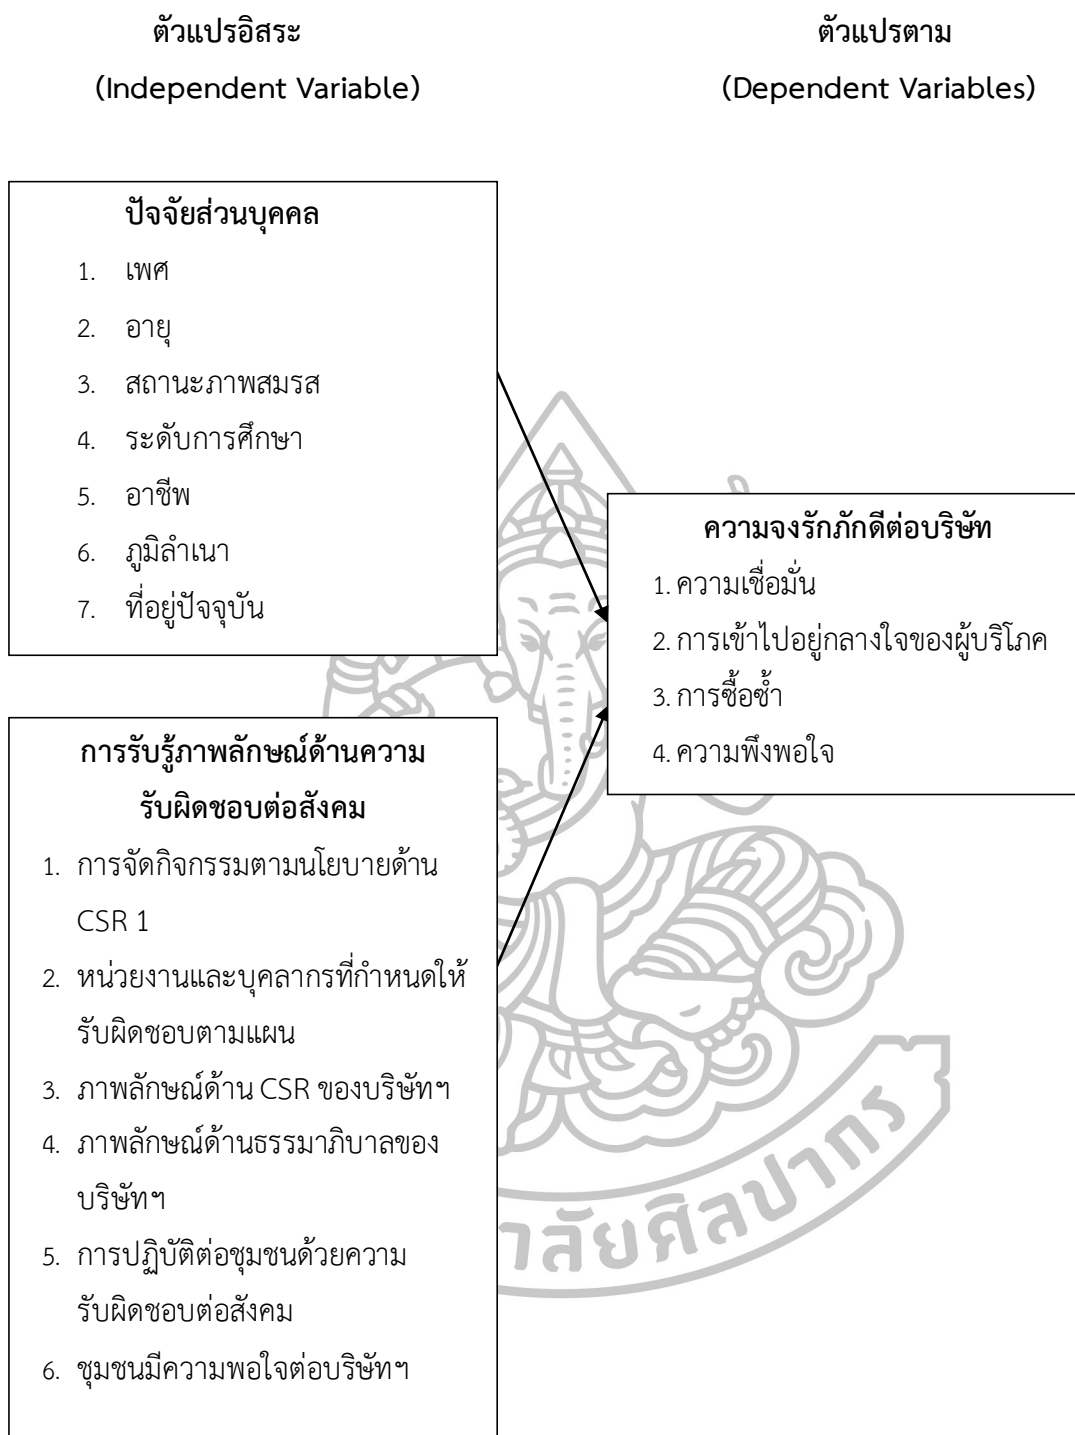 ตัวแปรอิสระ
(Independent Variable)
ตัวแปรตาม
(Dependent Variables)
ปัจจัยส่วนบุคคล
1. เพศ
2. อายุ
3. สถานะภาพสมรส
4. ระดับการศึกษา
5. อาชีพ
6. ภูมิลำเนา
7. ที่อยู่ปัจจุบัน
การรับรู้ภาพลักษณ์ด้านความ
รับผิดชอบต่อสังคม
1. การจัดกิจกรรมตามนโยบายด้าน
CSR 1
2. หน่วยงานและบุคลากรที่กำหนดให้
รับผิดชอบตามแผน
3. ภาพลักษณ์ด้าน CSR ของบริษัทฯ
4. ภาพลักษณ์ด้านธรรมาภิบาลของ
บริษัทฯ
5. การปฏิบัติต่อชุมชนด้วยความ
รับผิดชอบต่อสังคม
6. ชุมชนมีความพอใจต่อบริษัทฯ
ความจงรักภักดีต่อบริษัท
1. ความเชื่อมั่น
2. การเข้าไปอยู่กลางใจของผู้บริโภค
3. การซื้อซ้ำ
4. ความพึงพอใจ
าลัยศิลปากร